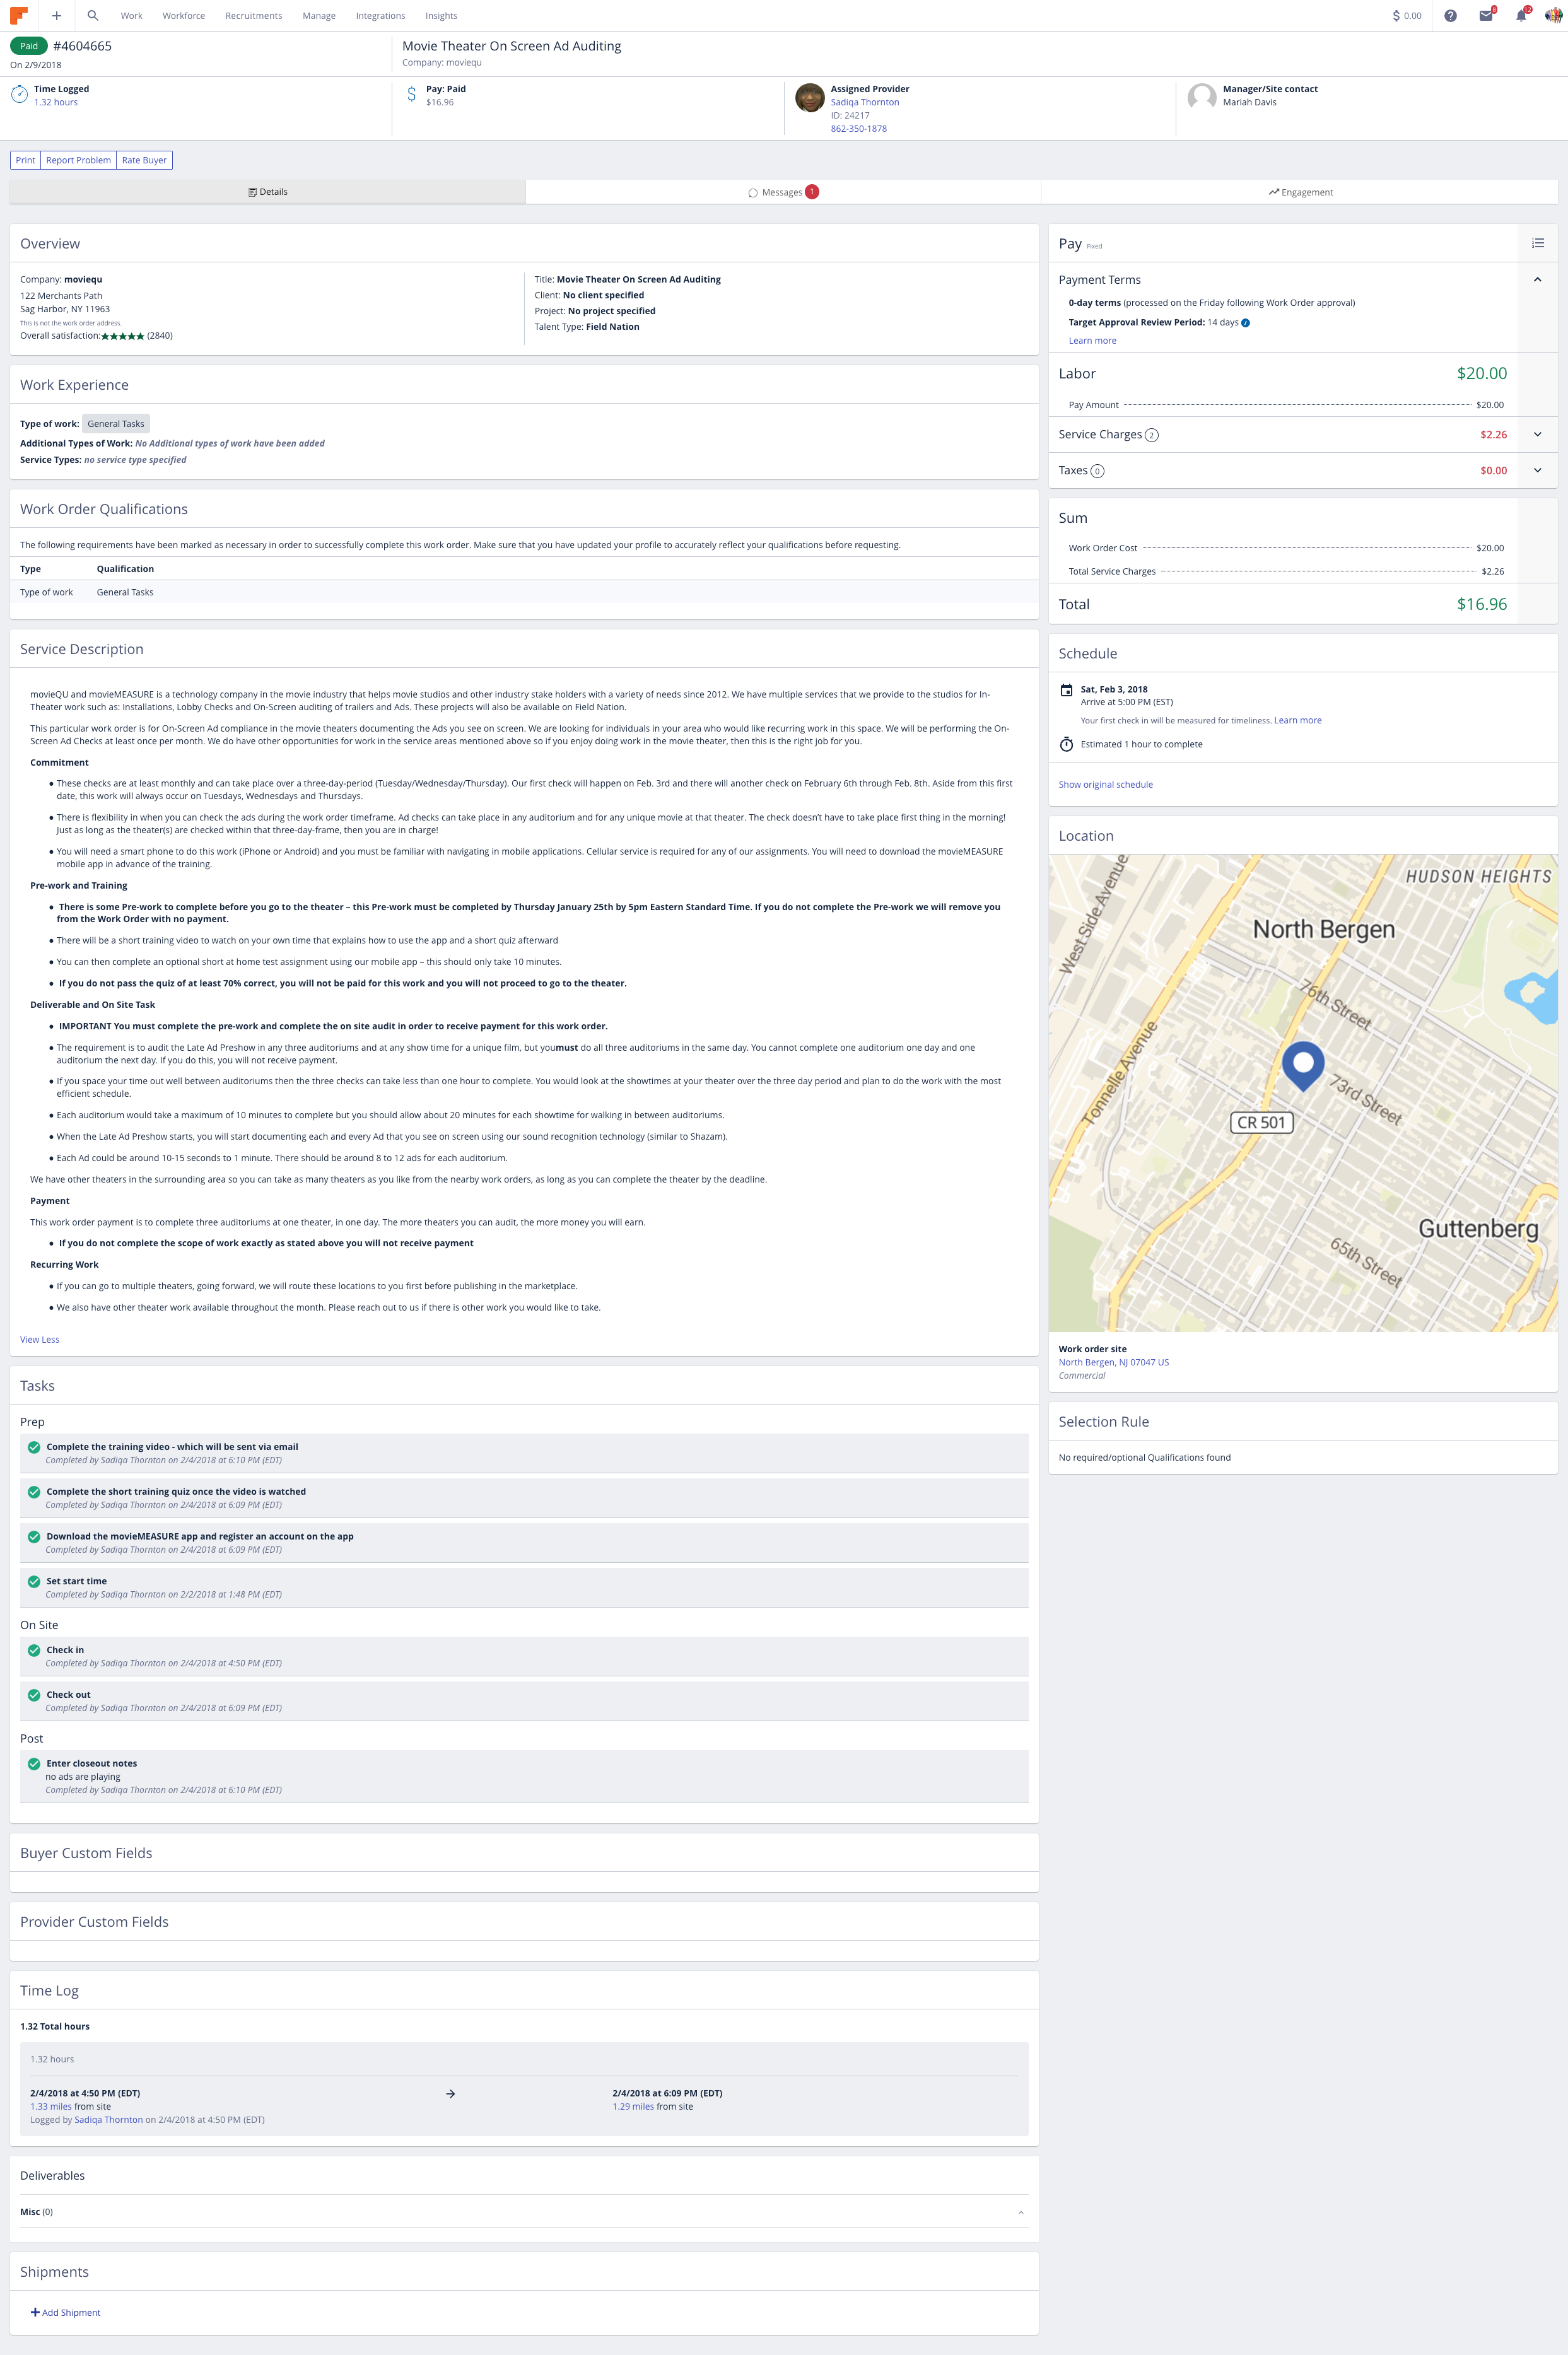 Work Workforce Recruitments Manage Integrations Insights
$ 0.00
8
12
Paid #4604665
On 2/9/2018
Movie Theater On Screen Ad Auditing
Company: moviequ
Time Logged
1.32 hours
Pay: Paid
$16.96
Assigned Provider
Sadiqa Thornton
ID: 24217
862-350-1878
Manager/Site contact
Mariah Davis
Print Report Problem Rate Buyer
Details
Messages 1
Engagement
Overview
Company: moviequ
122 Merchants Path
Sag Harbor, NY 11963
This is not the work order address.
Overall satisfaction:★★★★★ (2840)
Title: Movie Theater On Screen Ad Auditing
Client: No client specified
Project: No project specified
Talent Type: Field Nation
Work Experience
Type of work: General Tasks
Additional Types of Work: No Additional types of work have been added
Service Types: no service type specified
Work Order Qualifications
The following requirements have been marked as necessary in order to successfully complete this work order. Make sure that you have updated your profile to accurately reflect your qualifications before requesting.
Type Qualification
Type of work General Tasks
Service Description
movieQU and movieMEASURE is a technology company in the movie industry that helps movie studios and other industry stake holders with a variety of needs since 2012. We have multiple services that we provide to the studios for In-
Theater work such as: Installations, Lobby Checks and On-Screen auditing of trailers and Ads. These projects will also be available on Field Nation.
This particular work order is for On-Screen Ad compliance in the movie theaters documenting the Ads you see on screen. We are looking for individuals in your area who would like recurring work in this space. We will be performing the On-
Screen Ad Checks at least once per month. We do have other opportunities for work in the service areas mentioned above so if you enjoy doing work in the movie theater, then this is the right job for you.
Commitment
● These checks are at least monthly and can take place over a three-day-period (Tuesday/Wednesday/Thursday). Our first check will happen on Feb. 3rd and there will another check on February 6th through Feb. 8th. Aside from this first
date, this work will always occur on Tuesdays, Wednesdays and Thursdays.
● There is flexibility in when you can check the ads during the work order timeframe. Ad checks can take place in any auditorium and for any unique movie at that theater. The check doesn't have to take place first thing in the morning!
Just as long as the theater(s) are checked within that three-day-frame, then you are in charge!
● You will need a smart phone to do this work (iPhone or Android) and you must be familiar with navigating in mobile applications. Cellular service is required for any of our assignments. You will need to download the movieMEASURE
mobile app in advance of the training.
Pre-work and Training
● There is some Pre-work to complete before you go to the theater – this Pre-work must be completed by Thursday January 25th by 5pm Eastern Standard Time. If you do not complete the Pre-work we will remove you
from the Work Order with no payment.
● There will be a short training video to watch on your own time that explains how to use the app and a short quiz afterward
● You can then complete an optional short at home test assignment using our mobile app – this should only take 10 minutes.
● If you do not pass the quiz of at least 70% correct, you will not be paid for this work and you will not proceed to go to the theater.
Deliverable and On Site Task
● IMPORTANT You must complete the pre-work and complete the on site audit in order to receive payment for this work order.
● The requirement is to audit the Late Ad Preshow in any three auditoriums and at any show time for a unique film, but youmust do all three auditoriums in the same day. You cannot complete one auditorium one day and one
auditorium the next day. If you do this, you will not receive payment.
● If you space your time out well between auditoriums then the three checks can take less than one hour to complete. You would look at the showtimes at your theater over the three day period and plan to do the work with the most
efficient schedule.
● Each auditorium would take a maximum of 10 minutes to complete but you should allow about 20 minutes for each showtime for walking in between auditoriums.
● When the Late Ad Preshow starts, you will start documenting each and every Ad that you see on screen using our sound recognition technology (similar to Shazam).
● Each Ad could be around 10-15 seconds to 1 minute. There should be around 8 to 12 ads for each auditorium.
We have other theaters in the surrounding area so you can take as many theaters as you like from the nearby work orders, as long as you can complete the theater by the deadline.
Payment
This work order payment is to complete three auditoriums at one theater, in one day. The more theaters you can audit, the more money you will earn.
● If you do not complete the scope of work exactly as stated above you will not receive payment
Recurring Work
● If you can go to multiple theaters, going forward, we will route these locations to you first before publishing in the marketplace.
● We also have other theater work available throughout the month. Please reach out to us if there is other work you would like to take.
View Less
Tasks
Prep
Complete the training video - which will be sent via email
Completed by Sadiqa Thornton on 2/4/2018 at 6:10 PM (EDT)
Complete the short training quiz once the video is watched
Completed by Sadiqa Thornton on 2/4/2018 at 6:09 PM (EDT)
Download the movieMEASURE app and register an account on the app
Completed by Sadiqa Thornton on 2/4/2018 at 6:09 PM (EDT)
Set start time
Completed by Sadiqa Thornton on 2/2/2018 at 1:48 PM (EDT)
On Site
Check in
Completed by Sadiqa Thornton on 2/4/2018 at 4:50 PM (EDT)
Check out
Completed by Sadiqa Thornton on 2/4/2018 at 6:09 PM (EDT)
Post
Enter closeout notes
no ads are playing
Completed by Sadiqa Thornton on 2/4/2018 at 6:10 PM (EDT)
Buyer Custom Fields
Provider Custom Fields
Time Log
1.32 Total hours
1.32 hours
2/4/2018 at 4:50 PM (EDT)
1.33 miles from site
Logged by Sadiqa Thornton on 2/4/2018 at 4:50 PM (EDT)
2/4/2018 at 6:09 PM (EDT)
1.29 miles from site
Deliverables
Misc (0)
Shipments
Add Shipment
Pay Fixed
Payment Terms
0-day terms (processed on the Friday following Work Order approval)
Target Approval Review Period: 14 days
Learn more
Labor $20.00
Pay Amount $20.00
Service Charges 2 $2.26
Taxes 0 $0.00
Sum
Work Order Cost $20.00
Total Service Charges $2.26
Total $16.96
Schedule
Sat, Feb 3, 2018
Arrive at 5:00 PM (EST)
Your first check in will be measured for timeliness. Learn more
Estimated 1 hour to complete
Show original schedule
Location
HUDSON HEIGHTS
West Side Avenue
North Bergen
76th Street
Tonnelle Avenue
73rd Street
CR 501
Guttenberg
65th Street
Work order site
North Bergen, NJ 07047 US
Commercial
Selection Rule
No required/optional Qualifications found